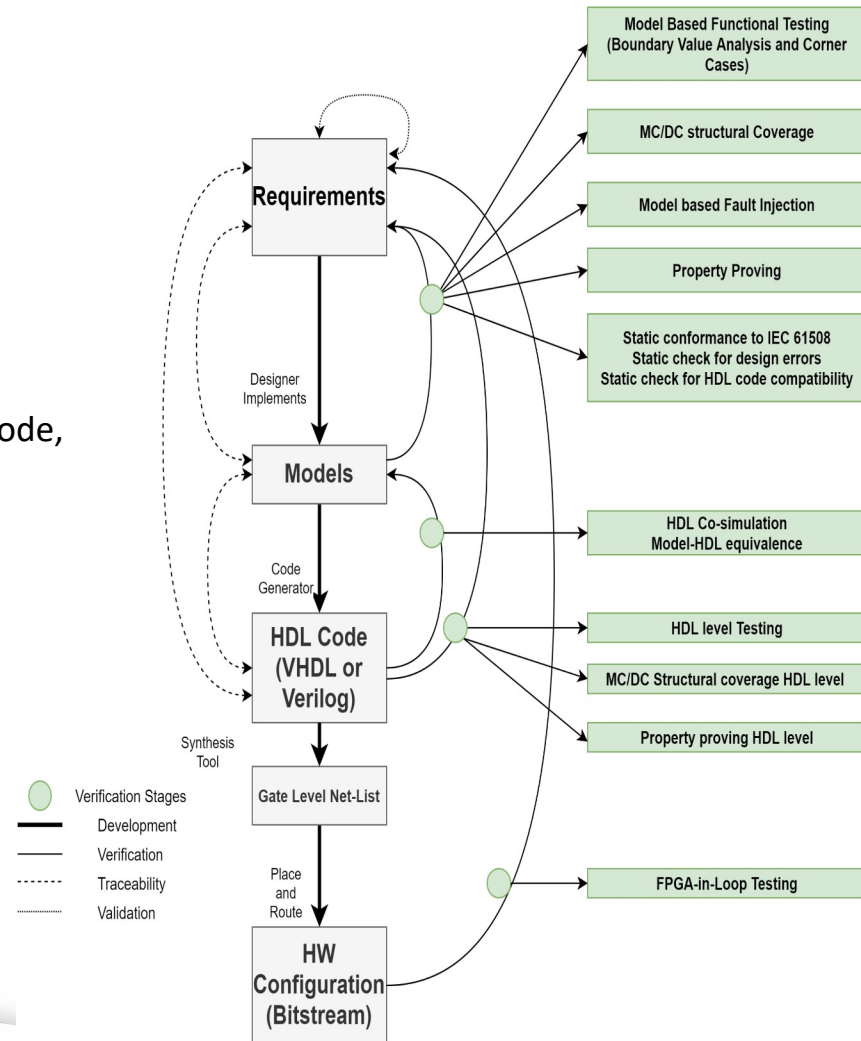 Model Based Functional Testing
(Boundary Value Analysis and Corner
Cases)
MC/DC structural Coverage
Requirements
Model based Fault Injection
Property Proving
Static conformance to IEC 61508
Static check for design errors
Static check for HDL code compatibility
Designer
Implements
ode,
Models
HDL Co-simulation
Model-HDL equivalence
Code
Generator
HDL Code
(VHDL or
Verilog)
HDL level Testing
MC/DC Structural coverage HDL level
Property proving HDL level
Synthesis
Tool
Gate Level Net-List
Verification Stages
Development
Verification
Traceability
Validation
Place
and
Route
FPGA-in-Loop Testing
HW
Configuration
(Bitstream)